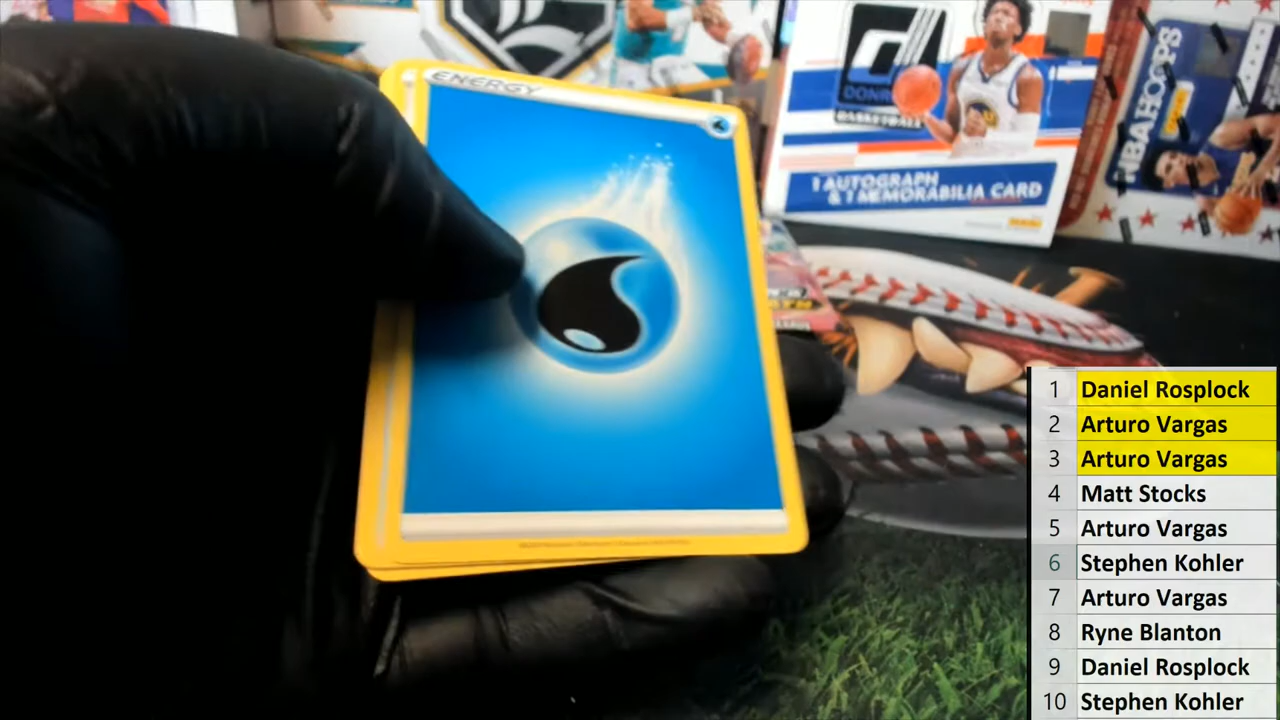 ENERGY
DONR
BASKETBALL
1 AUTOGRAPH
& 1 MEMORABILIA CARD
PANINI
NBA HOOPS
1 Daniel Rosplock
2 Arturo Vargas
3 Arturo Vargas
4 Matt Stocks
5 Arturo Vargas
6 Stephen Kohler
7 Arturo Vargas
8 Ryne Blanton
9 Daniel Rosplock
10 Stephen Kohler